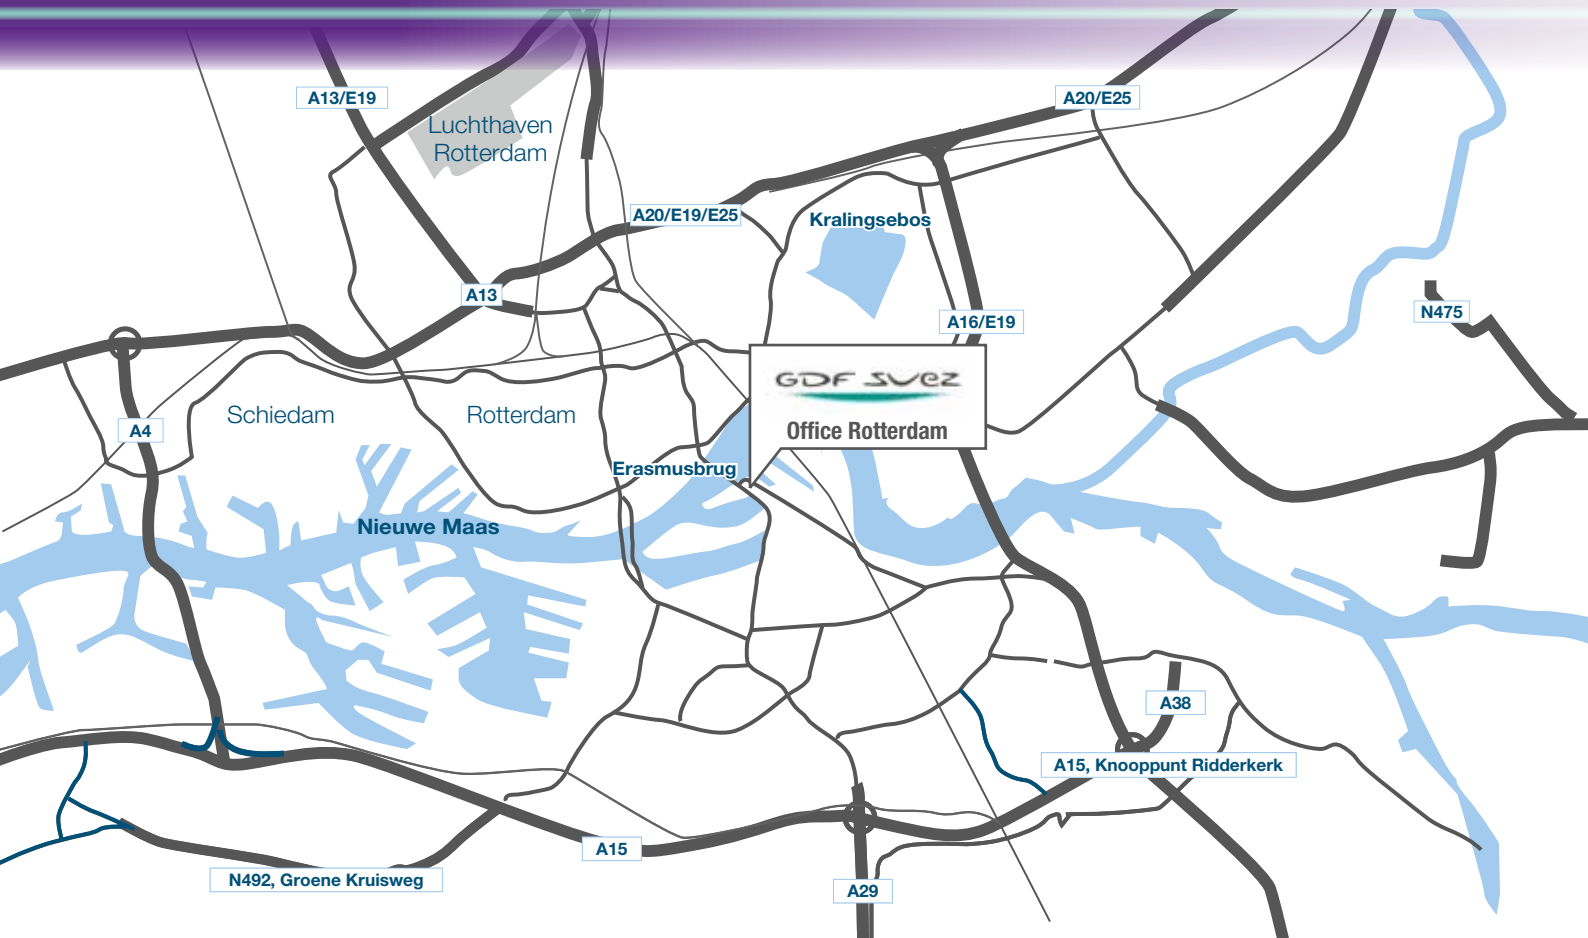 A13/E19
A20/E25
Luchthaven
Rotterdam
A20/E19/E25
Kralingsebos
A13
N475
A16/E19
GDF SUEZ
Office Rotterdam
Schiedam
Rotterdam
A4
Erasmusbrug
Nieuwe Maas
A38
A15, Knooppunt Ridderkerk
A15
N492, Groene Kruisweg
A29